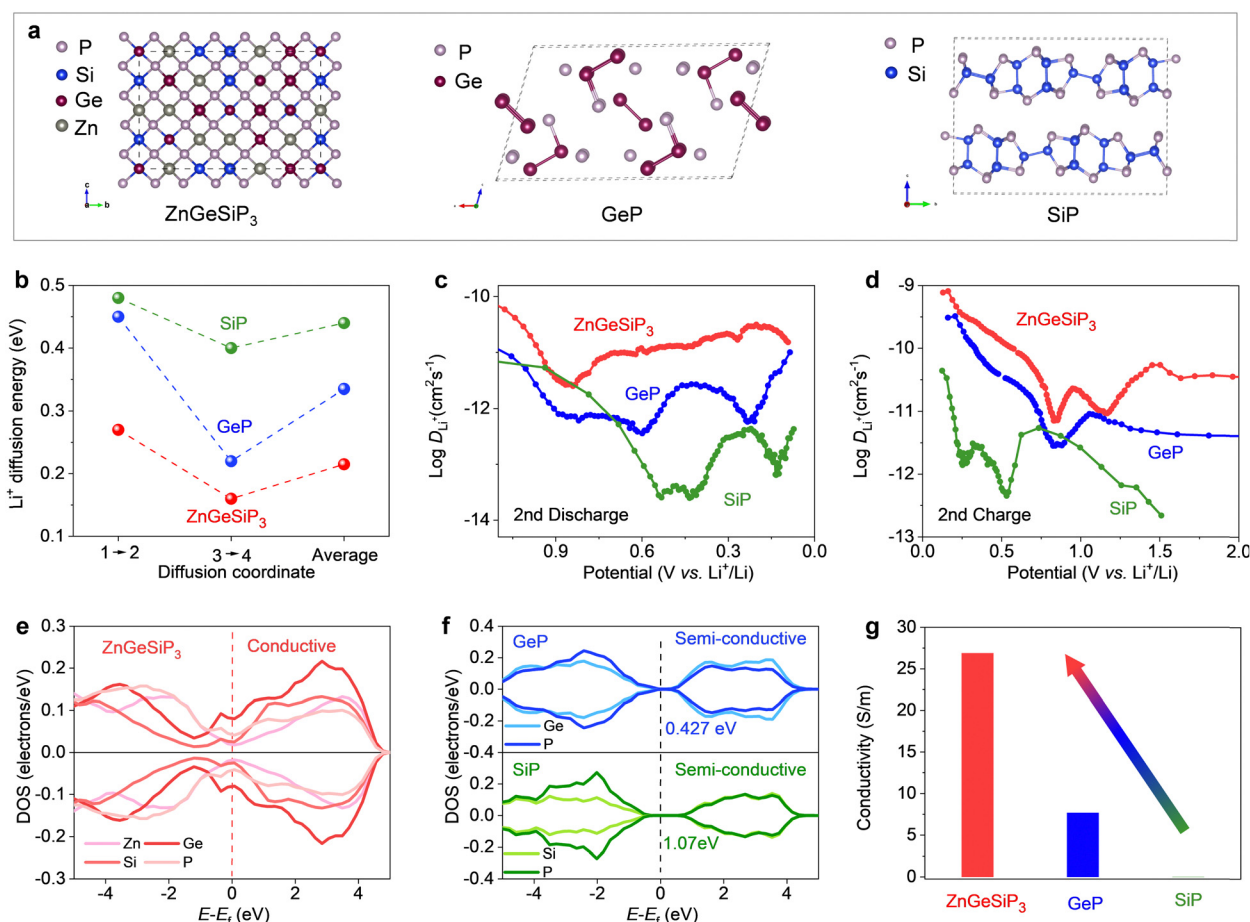 a
P
Si
Ge
Zn
c
a
b
ZnGeSiP3
P
Ge
GeP
P
Si
SiP
b
0.5
0.4
0.3
0.2
0.1
Li+ diffusion energy (eV)
SiP
GeP
ZnGeSiP3
1→2
3→4
Average
Diffusion coordinate
c
-10
-12
-14
Log DLi+(cm2s-1)
ZnGeSiP3
GeP
SiP
2nd Discharge
0.9
0.6
0.3
0.0
Potential (V vs. Li+/Li)
d
-9
-10
-11
-12
-13
Log DLi+(cm2s-1)
ZnGeSiP3
GeP
SiP
2nd Charge
0.0
0.5
1.0
1.5
2.0
Potential (V vs. Li+/Li)
e
0.3
0.2
0.1
0.0
-0.1
-0.2
-0.3
DOS (electrons/eV)
ZnGeSiP3
Conductive
Zn
Ge
Si
P
-4
-2
0
2
4
E-Ef (eV)
f
0.4
0.2
0.0
-0.2
-0.4
0.2
0.0
-0.2
-0.4
DOS (electrons/eV)
GeP
Semi-conductive
Ge
P
0.427 eV
SiP
Semi-conductive
Si
P
1.07eV
-4
-2
0
2
4
E-Ef (eV)
g
30
25
20
15
10
5
0
Conductivity (S/m)
ZnGeSiP3
GeP
SiP